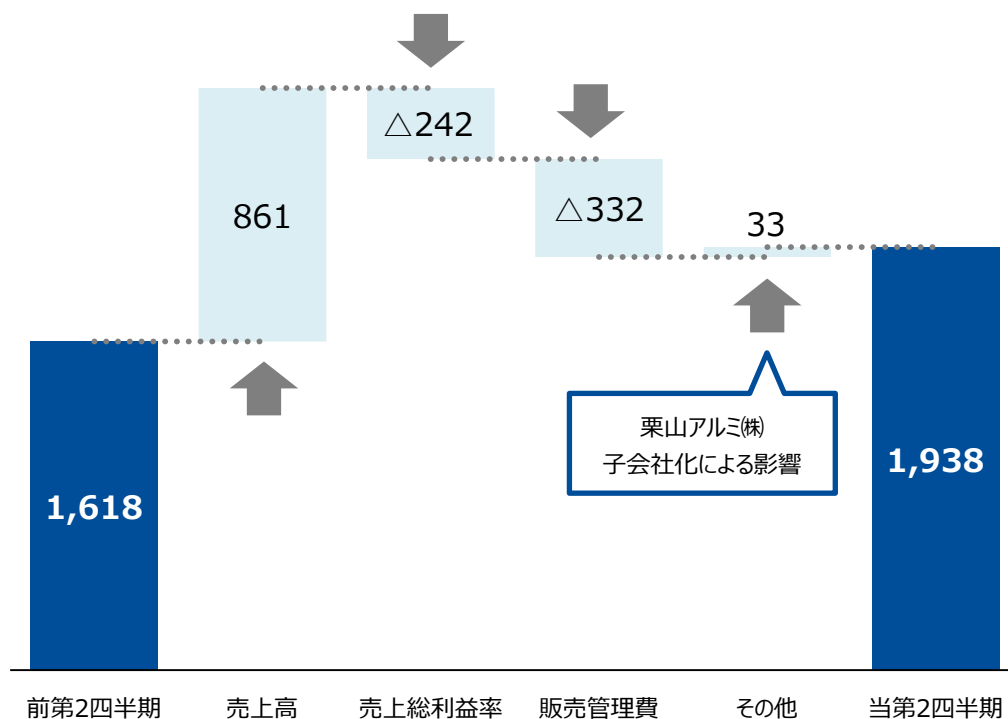 △242
861
△332
33
栗山アルミ㈱
子会社化による影響
1,618
1,938
前第2四半期
売上高
売上総利益率
販売管理費
その他
当第2四半期